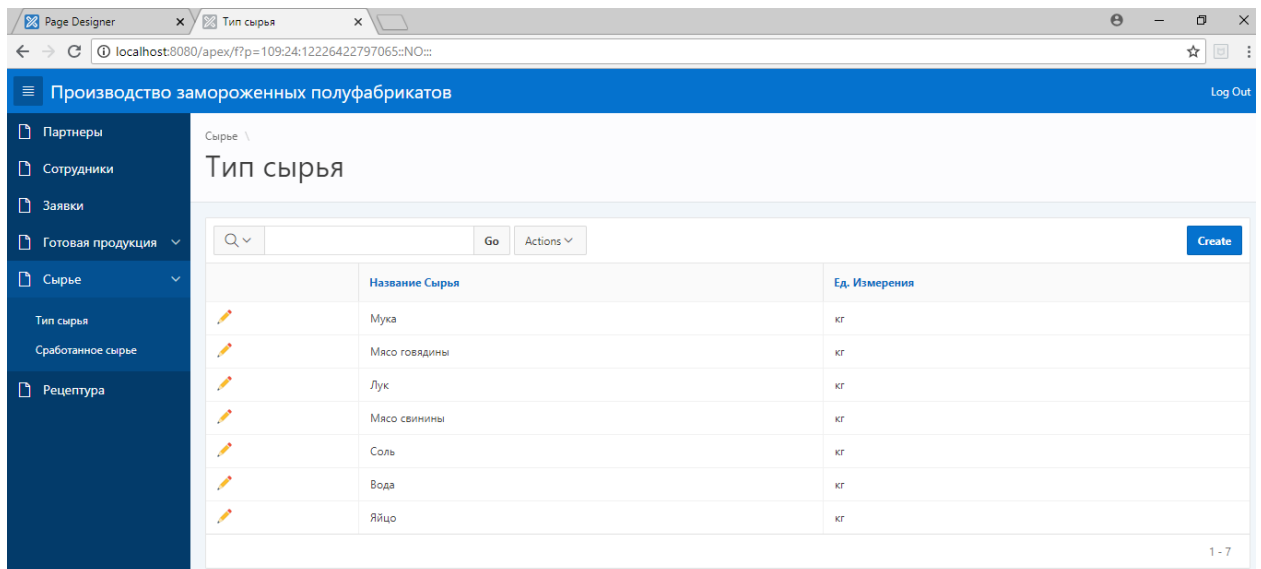 Page Designer
Тип сырья
localhost:8080/apex/f?p=109:24:12226422797065::NO:::
Производство замороженных полуфабрикатов
Log Out
Партнеры
Сотрудники
Заявки
Готовая продукция
Сырье
Тип сырья
Сработанное сырье
Рецептура
Сырье \
Тип сырья
Go
Actions
Create
Название Сырья
Ед. Измерения
Мука кг
Мясо говядины кг
Лук кг
Мясо свинины кг
Соль кг
Вода кг
Яйцо кг
1 - 7